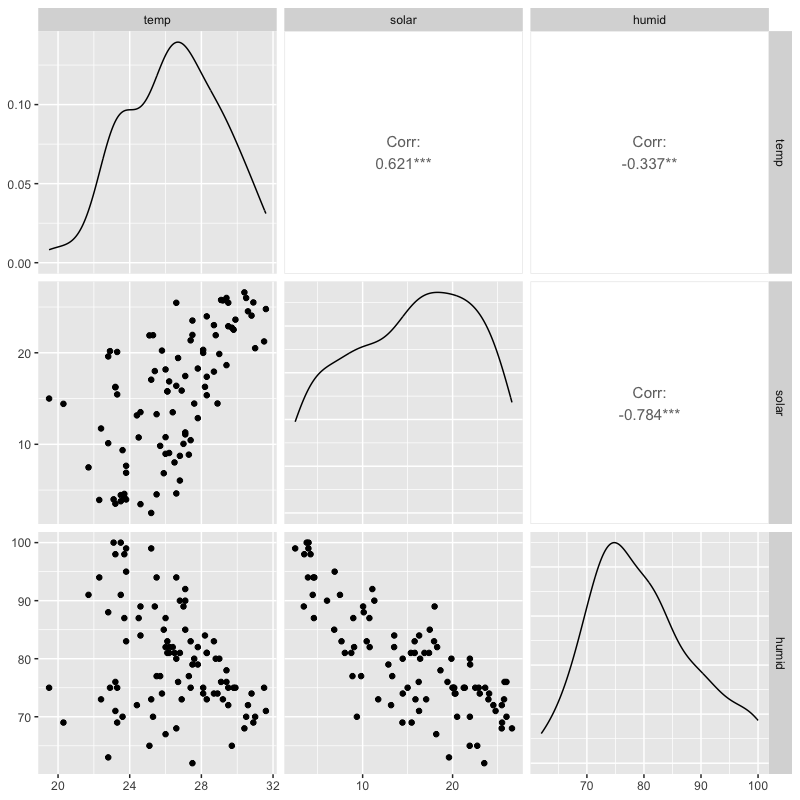 temp solar humid
0.10
0.05
0.00
Corr:
0.621***
Corr:
-0.337**
temp
20
10
Corr:
-0.784***
solar
100
90
80
70
humid
20 24 28 32
10 20
70 80 90 100